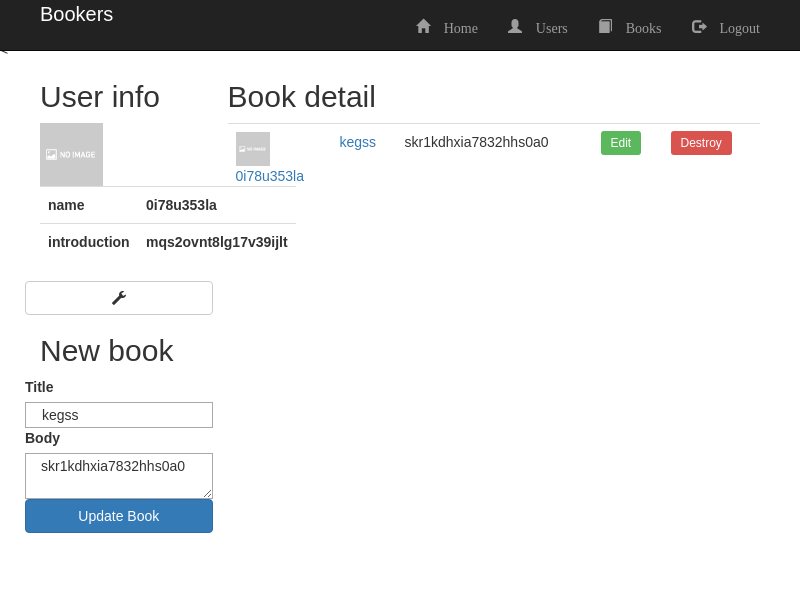 Bookers
Home Users Books Logout
<
User info
NO IMAGE
name 0i78u353la
introduction mqs2ovnt8lg17v39ijlt
New book
Title
kegss
Body
skr1kdhxia7832hhs0a0
Update Book
Book detail
NO IMAGE
0i78u353la
kegss
skr1kdhxia7832hhs0a0
Edit
Destroy